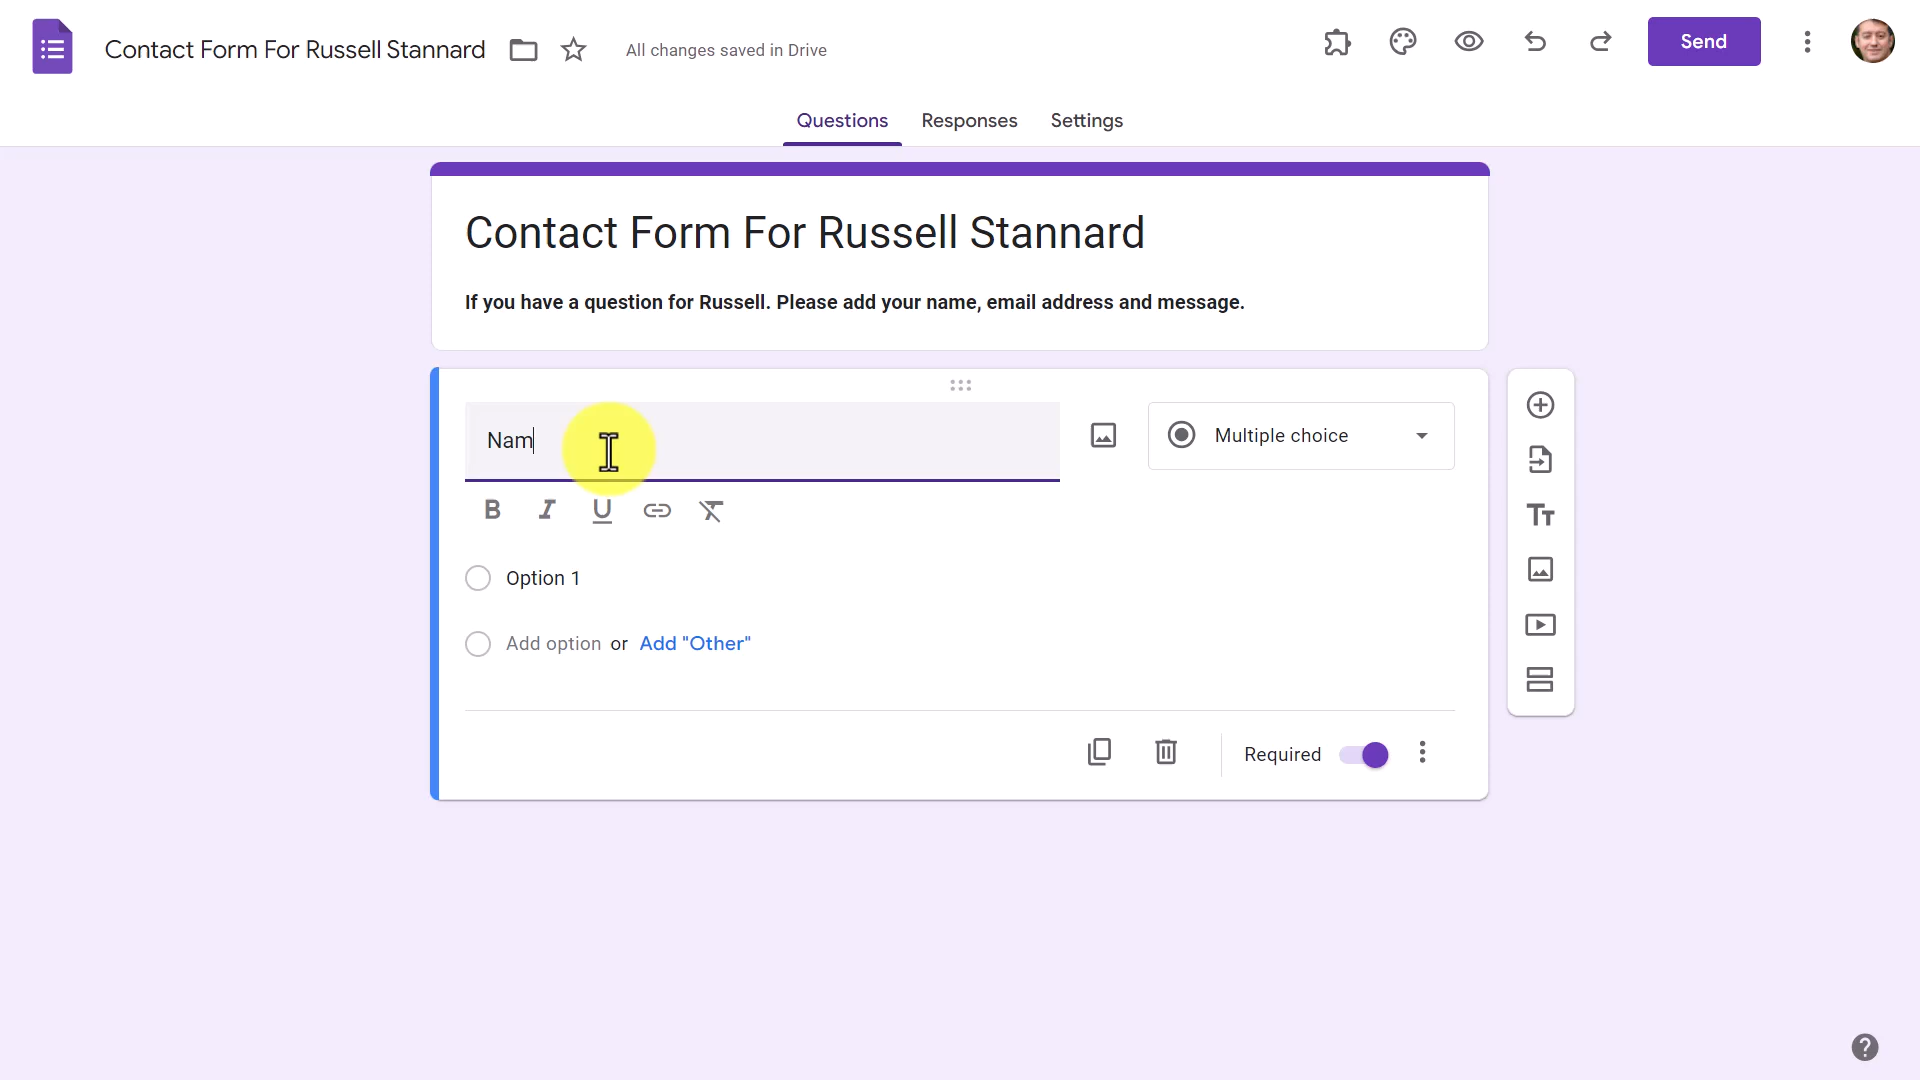 Contact Form For Russell Stannard
All changes saved in Drive
Send
Questions
Responses
Settings
Contact Form For Russell Stannard
If you have a question for Russell. Please add your name, email address and message.
Nam
Multiple choice
B I U
Option 1
Add option or Add "Other"
Required